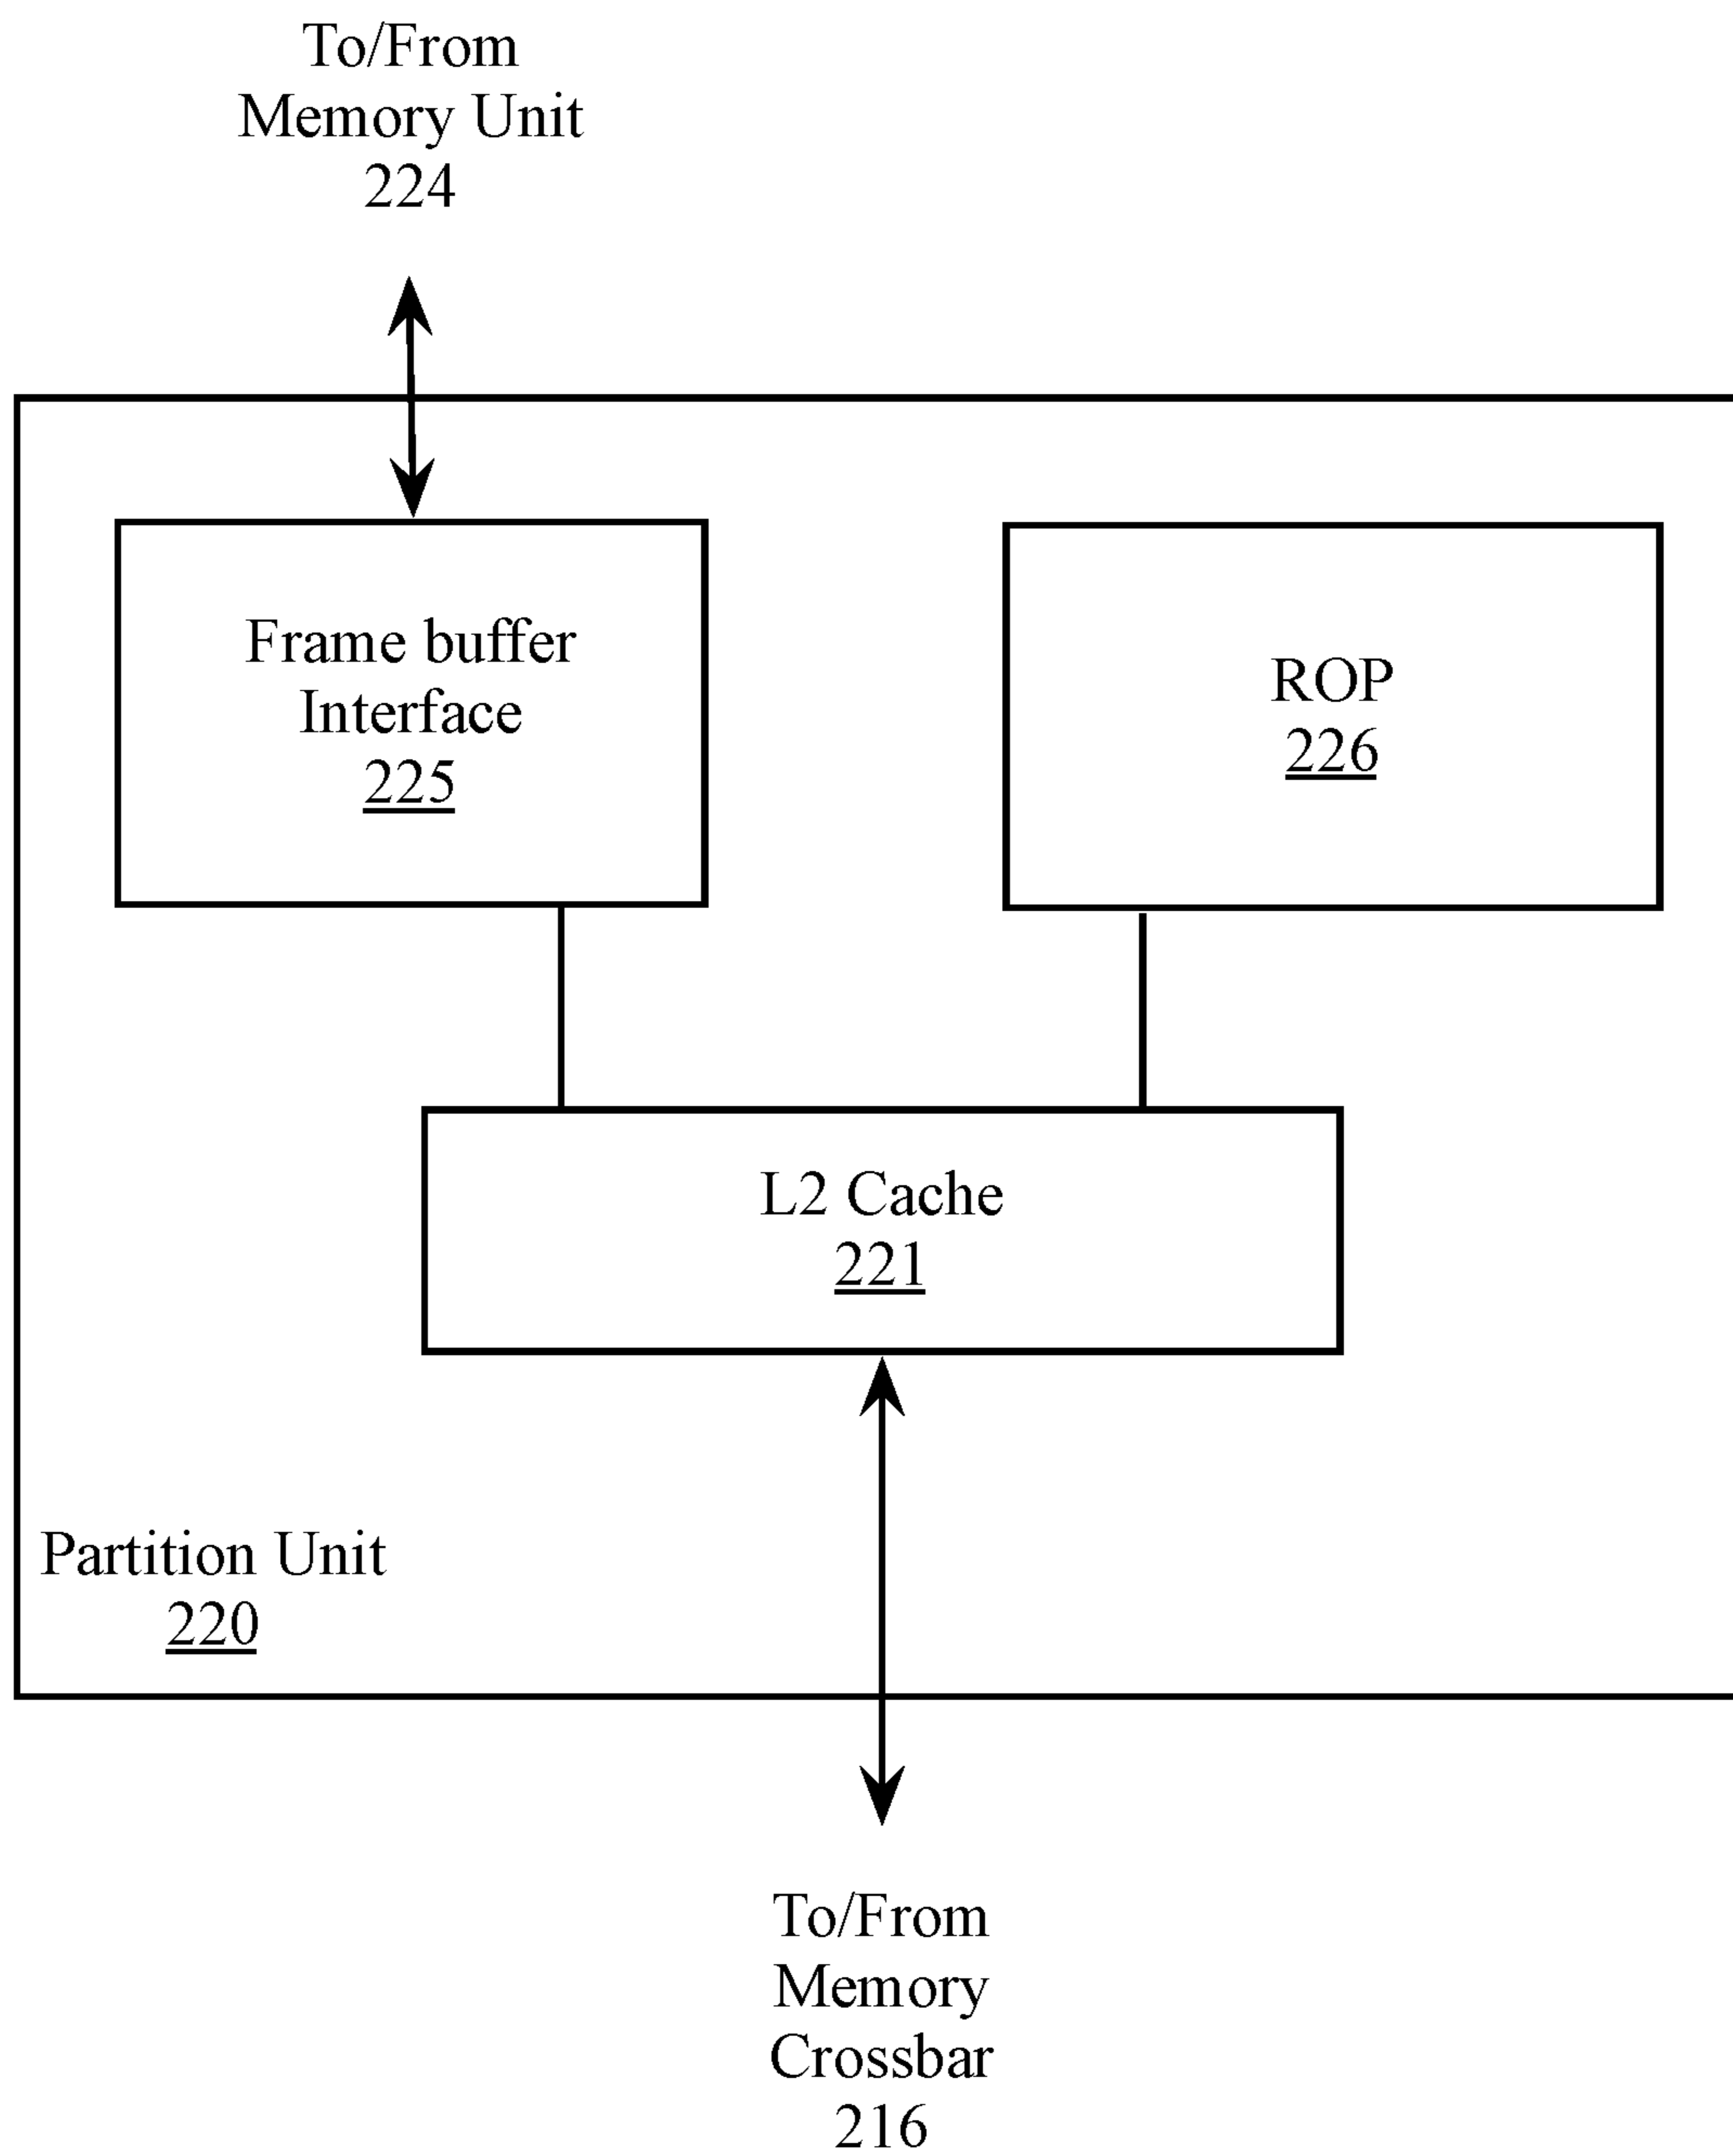 To/From
Memory Unit
224
Frame buffer
Interface
225
ROP
226
L2 Cache
221
Partition Unit
220
To/From
Memory
Crossbar
216